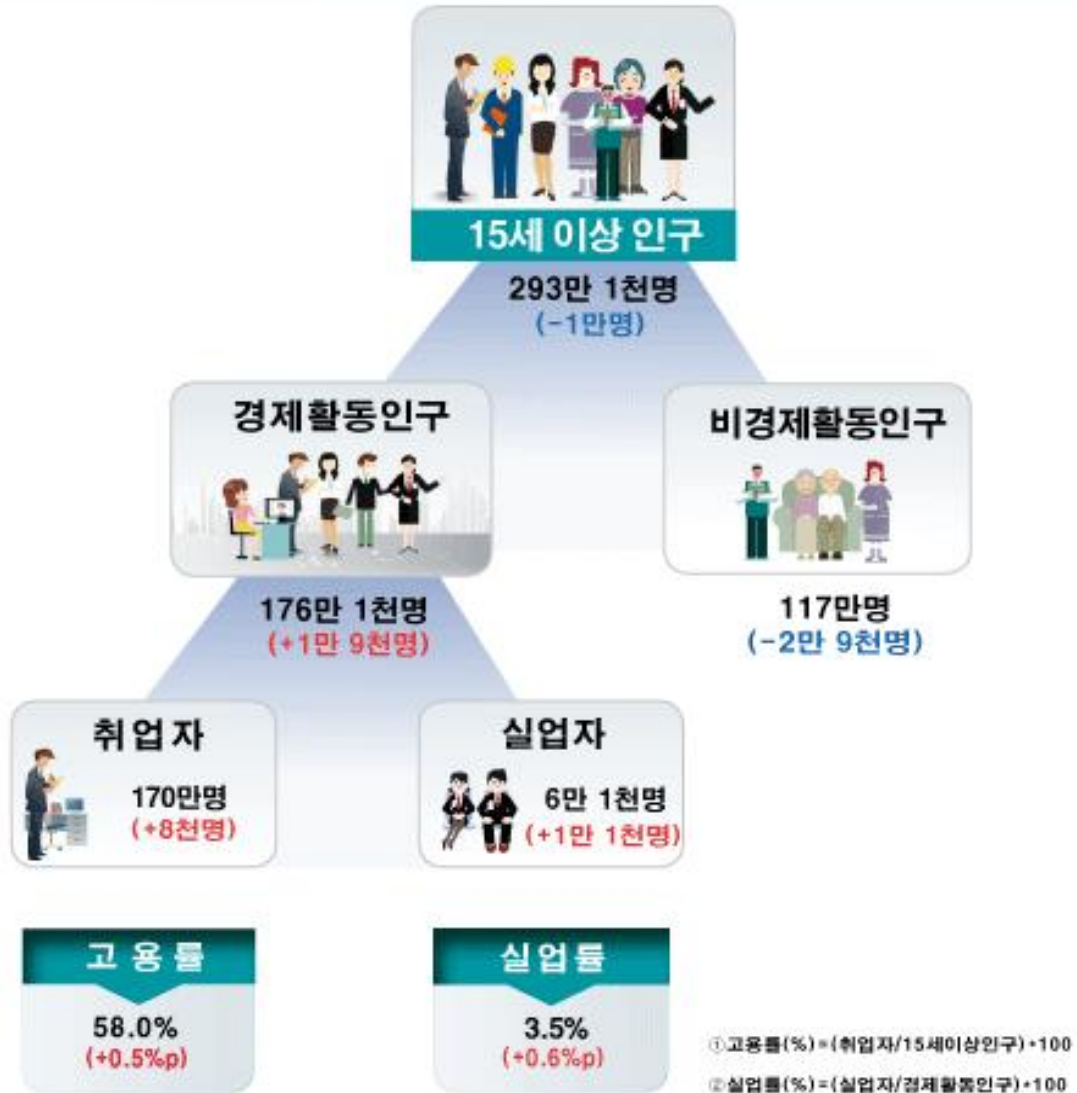 15세 이상 인구
293만 1천명
(-1만명)
경제활동인구
176만 1천명
(+1만 9천명)
비경제활동인구
117만명
(-2만 9천명)
취업자
170만명
(+8천명)
실업자
6만 1천명
(+1만 1천명)
고용률
58.0%
(+0.5%p)
실업률
3.5%
(+0.6%p)
①고용률(%)=(취업자/15세이상인구)*100
②실업률(%)=(실업자/경제활동인구)*100